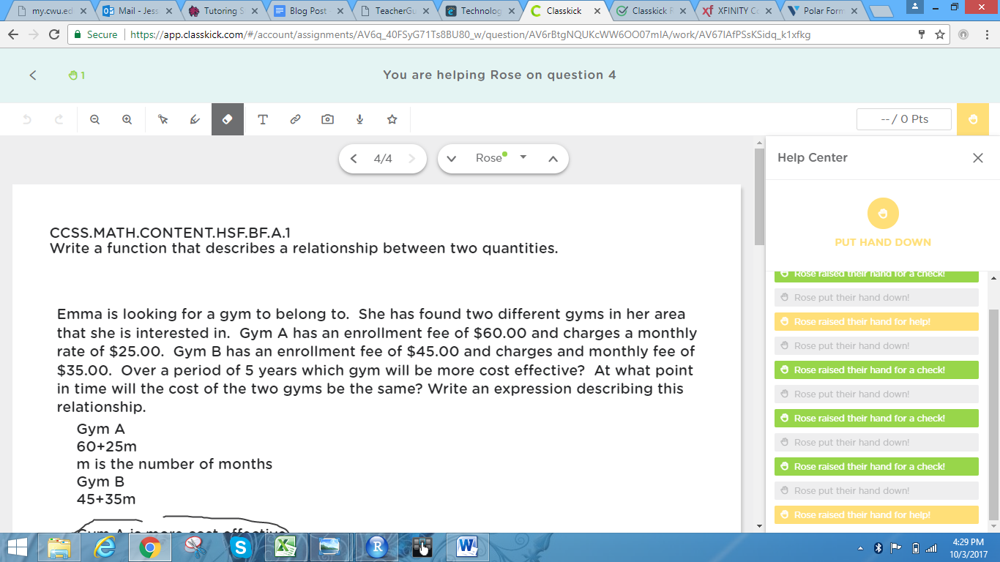 my.cwu.ed
Mail - Jess
Tutoring S
Blog Post -
TeacherGu
Technolog
Classkick
Classkick F
XFINITY C
Polar Form
Secure
https://app.classkick.com/#/account/assignments/AV6q_40FSyG71Ts8BU80_w/question/AV6rBtgNQUKcWW6OO07mIA/work/AV67IAfPSsKSidq_k1xfkg
1
You are helping Rose on question 4
T
-- / 0 Pts
4/4
Rose
Help Center
PUT HAND DOWN
CCSS.MATH.CONTENT.HSF.BF.A.1
Write a function that describes a relationship between two quantities.
Emma is looking for a gym to belong to.  She has found two different gyms in her area
that she is interested in.  Gym A has an enrollment fee of $60.00 and charges a monthly
rate of $25.00.  Gym B has an enrollment fee of $45.00 and charges and monthly fee of
$35.00.  Over a period of 5 years which gym will be more cost effective?  At what point
in time will the cost of the two gyms be the same? Write an expression describing this
relationship.
Gym A
60+25m
m is the number of months
Gym B
45+35m
Gym A is more cost effective
Rose raised their hand for a check!
Rose put their hand down!
Rose raised their hand for help!
Rose put their hand down!
Rose raised their hand for a check!
Rose put their hand down!
Rose raised their hand for a check!
Rose put their hand down!
Rose raised their hand for a check!
Rose put their hand down!
Rose raised their hand for help!
4:29 PM
10/3/2017